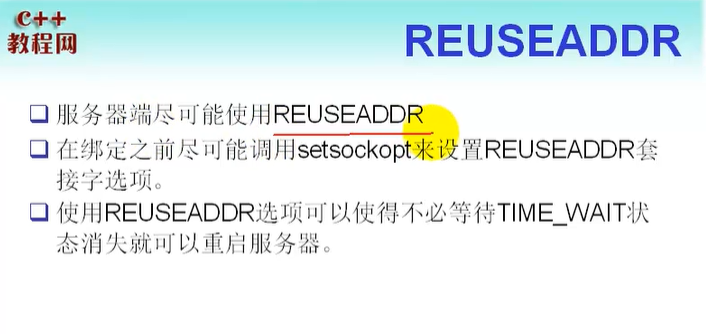 C++
教程网
REUSEADDR
服务器端尽可能使用REUSEADDR
在绑定之前尽可能调用setsockopt来设置REUSEADDR套
接字选项。
使用REUSEADDR选项可以使得不必等待TIME_WAIT状
态消失就可以重启服务器。